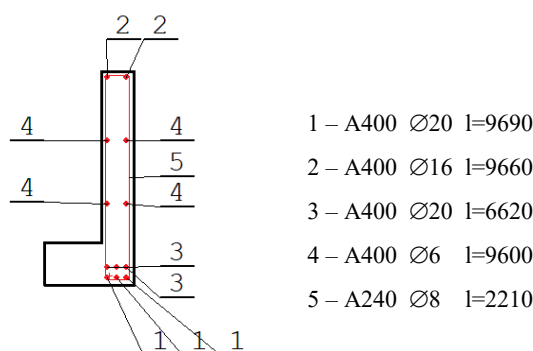 2 2
4 4
5
4 4
3
3
1 1 1
1 – A400 ∅20 l=9690
2 – A400 ∅16 l=9660
3 – A400 ∅20 l=6620
4 – A400 ∅6 l=9600
5 – A240 ∅8 l=2210